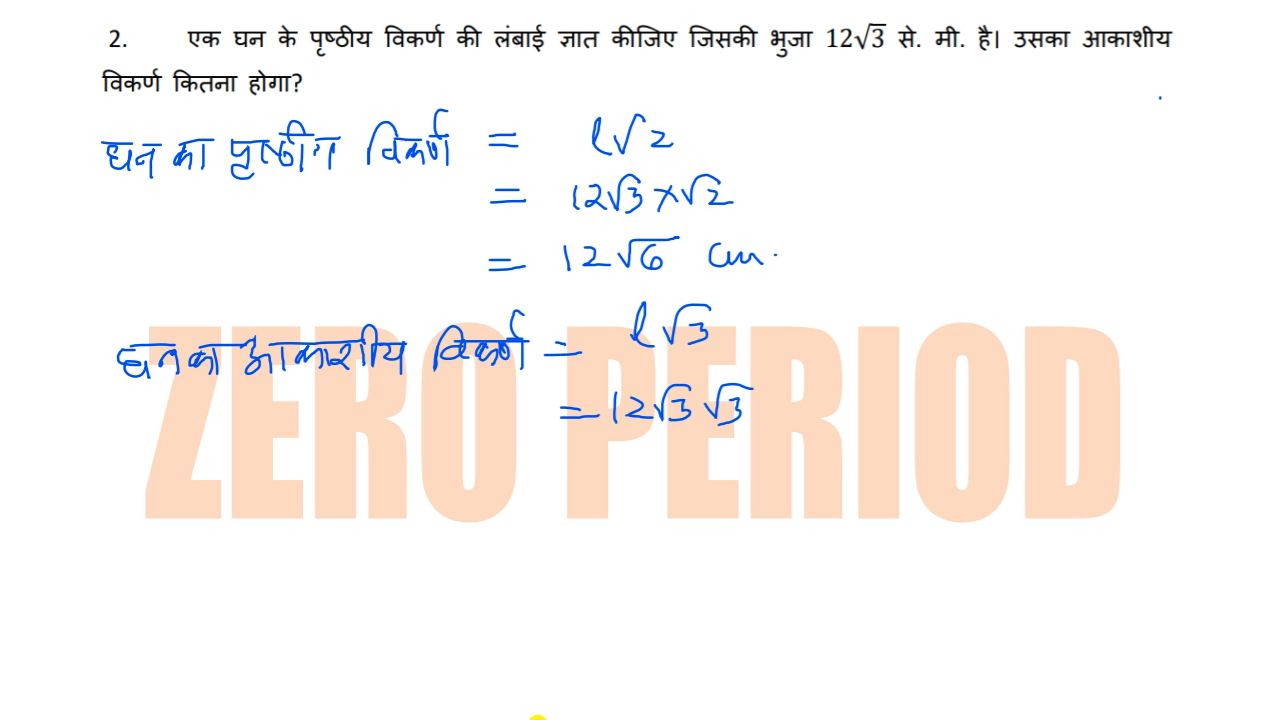 2. एक घन के पृष्ठीय विकर्ण की लंबाई ज्ञात कीजिए जिसकी भुजा 12√3 से. मी. है। उसका आकाशीय
विकर्ण कितना होगा?
घन का पृष्ठीय विकर्ण = l√2
= 12√3 × √2
= 12√6 cm.
घन का आकाशीय विकर्ण = l√3
= 12√3 √3
ZERO PERIOD